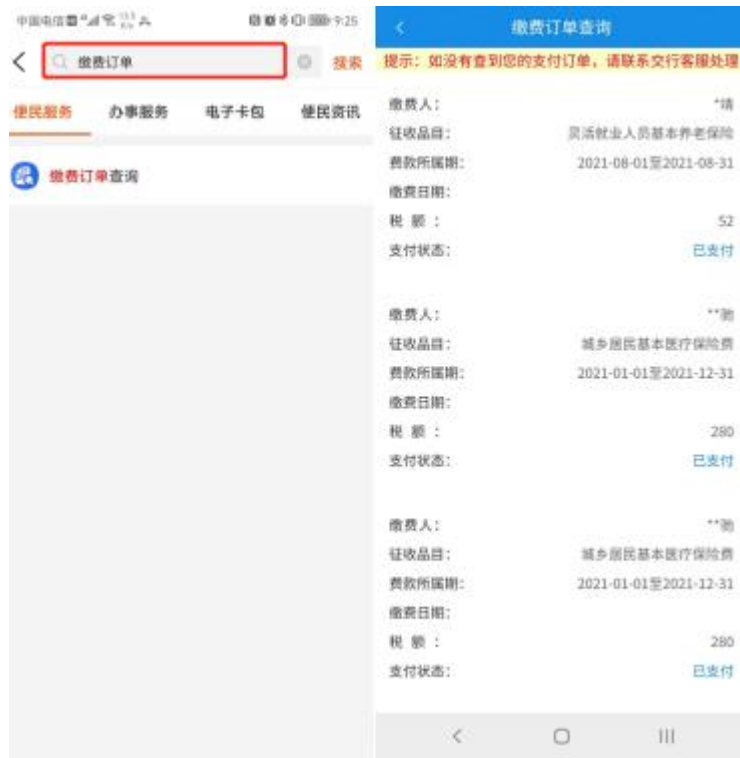 中国电信 9:25
缴费订单
搜索
便民服务 办事服务 电子卡包 便民资讯
缴费订单查询
缴费订单查询
提示：如没有查到您的支付订单，请联系交行客服处理
缴费人： *靖
征收品目： 灵活就业人员基本养老保险
费款所属期： 2021-08-01至2021-08-31
缴费日期：
税 额 ： 52
支付状态： 已支付
缴费人： **驰
征收品目： 城乡居民基本医疗保险费
费款所属期： 2021-01-01至2021-12-31
缴费日期：
税 额 ： 280
支付状态： 已支付
缴费人： **驰
征收品目： 城乡居民基本医疗保险费
费款所属期： 2021-01-01至2021-12-31
缴费日期：
税 额 ： 280
支付状态： 已支付